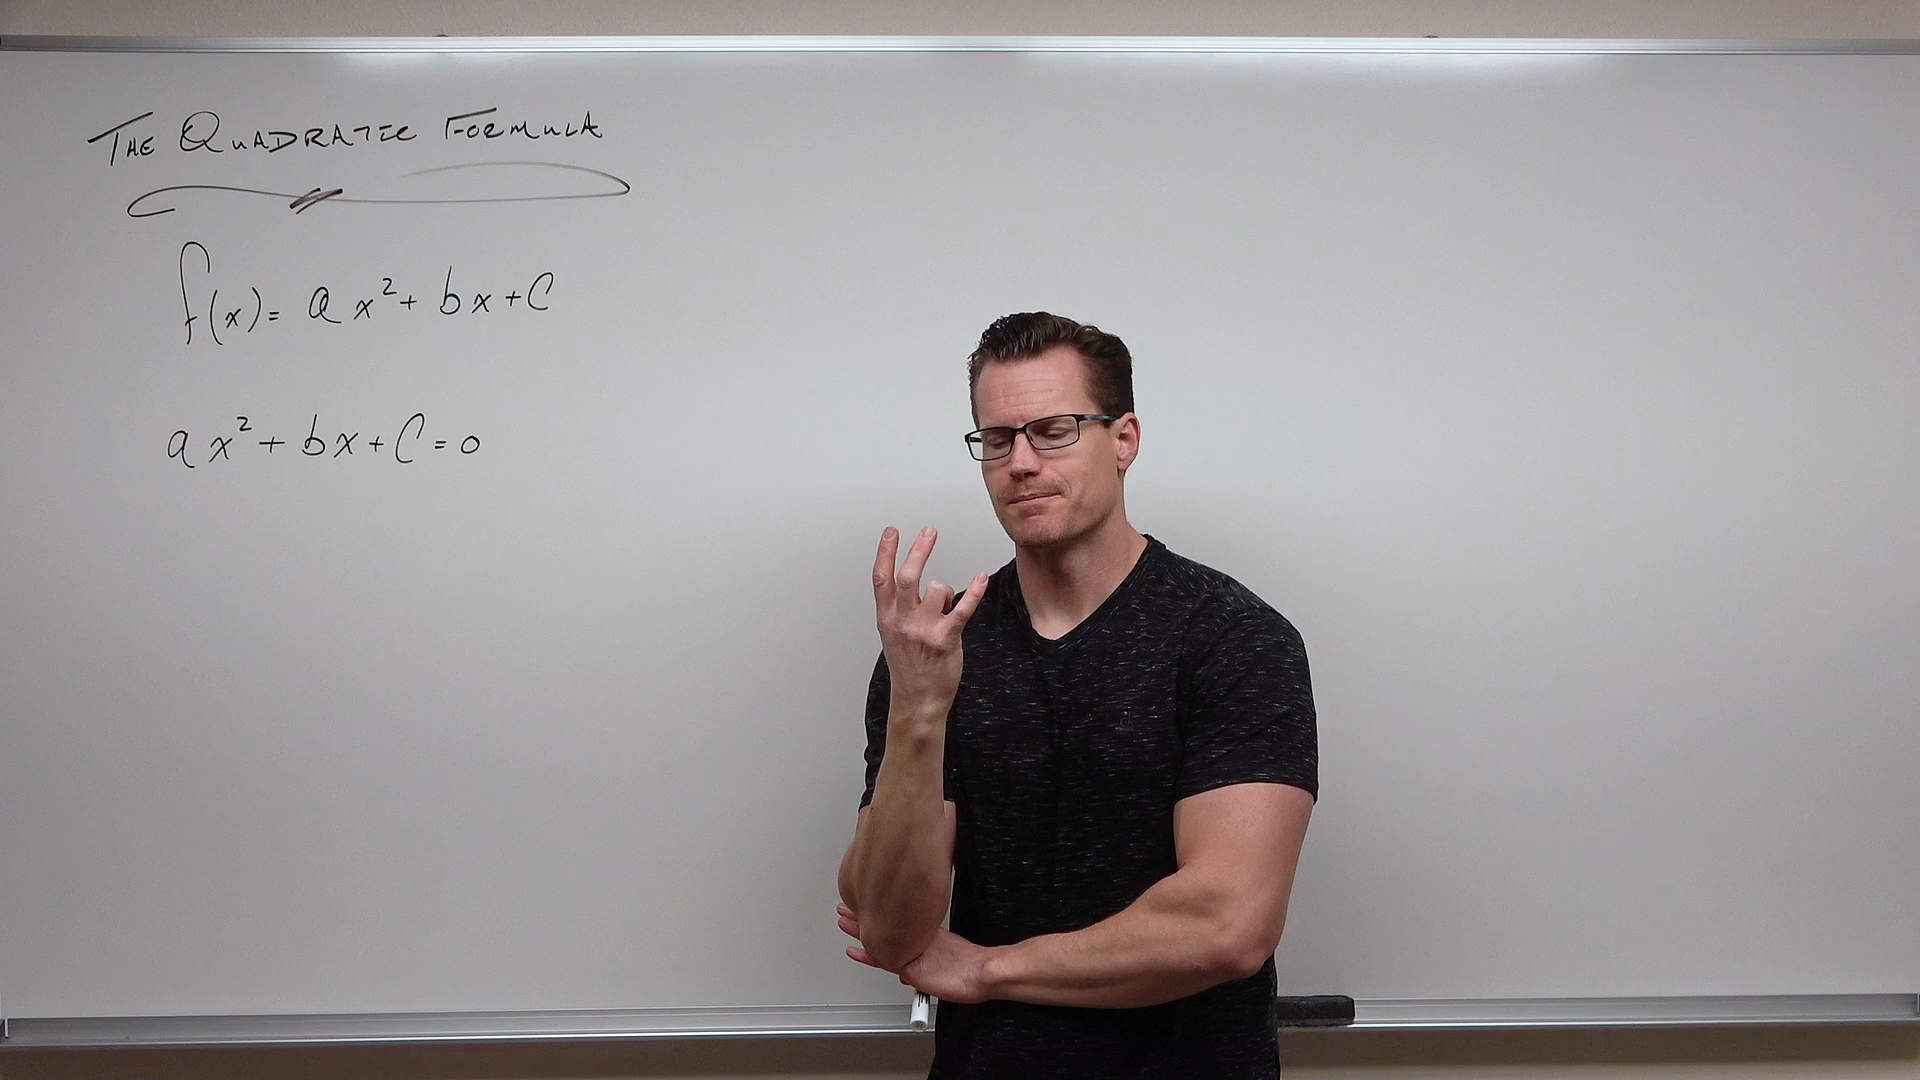 THE QUADRATIC FORMULA
f(x) = ax² + bx + C
ax² + bx + C = 0